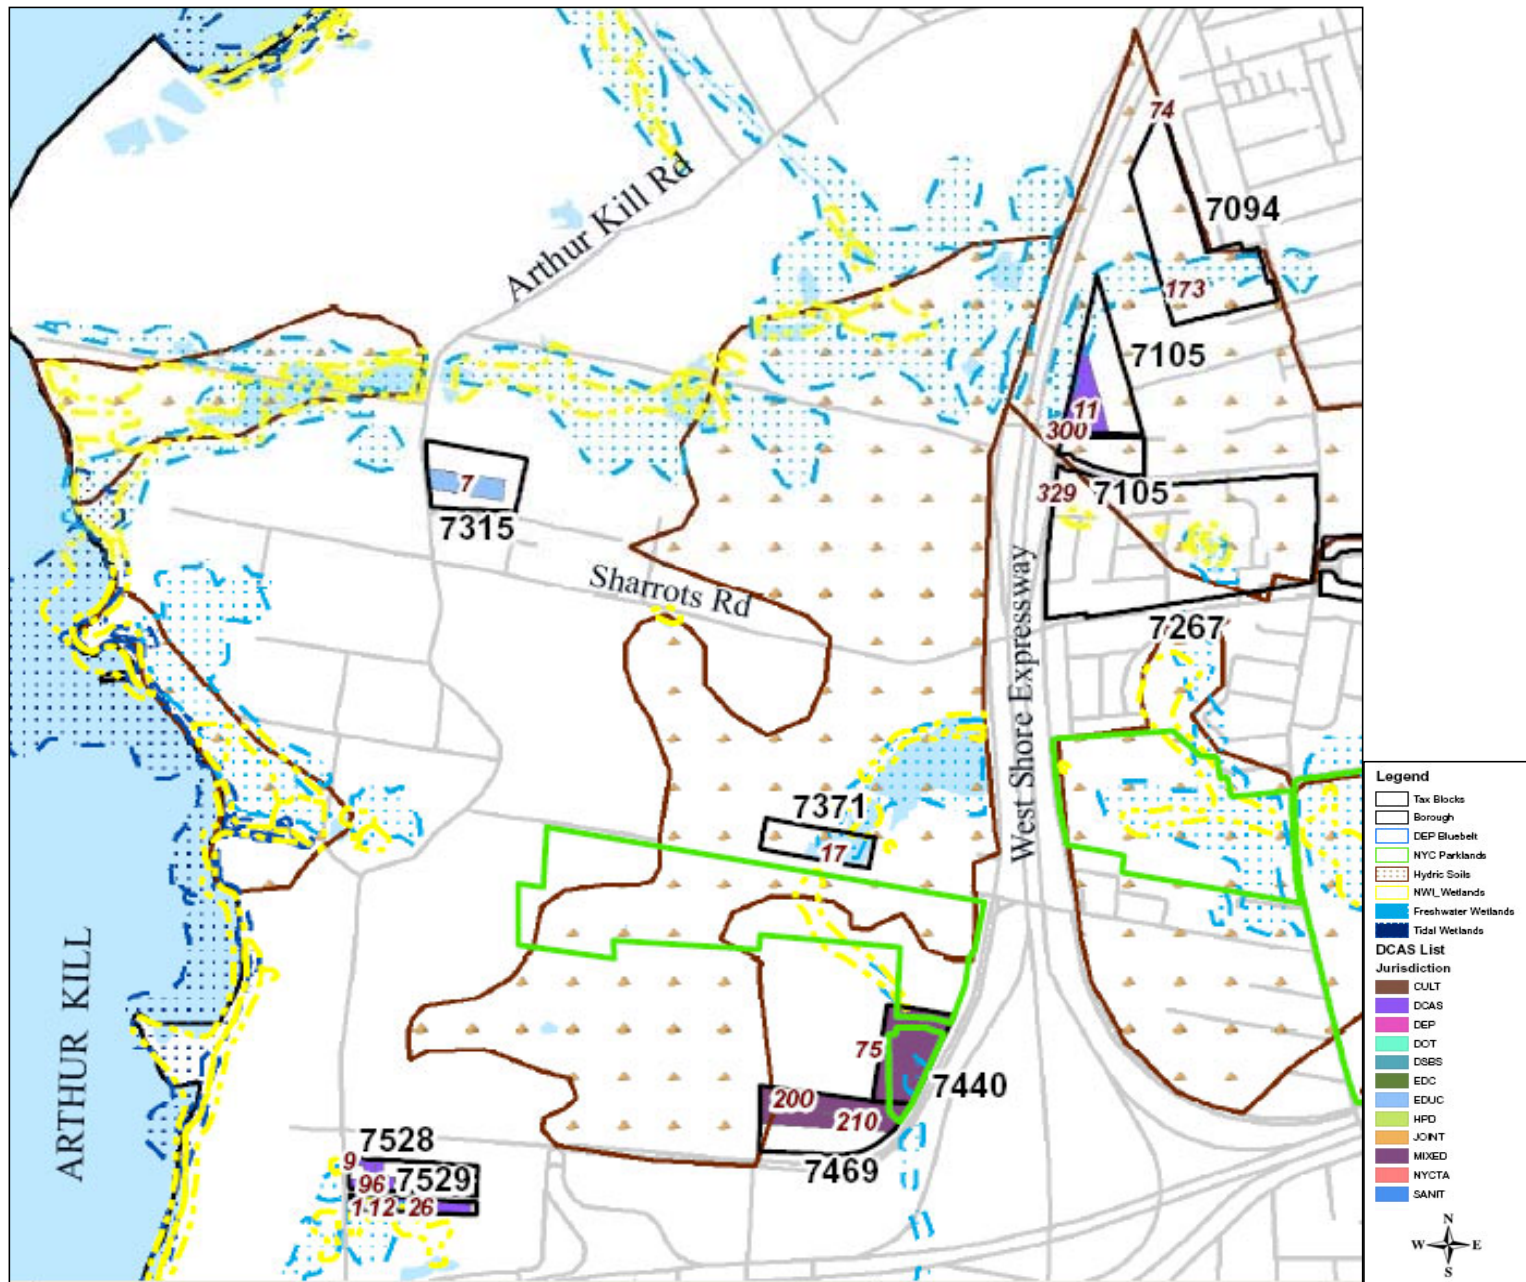 74
Arthur Kill Rd
7094
173
7105
11
300
7
7315
329
7105
Sharrots Rd
West Shore Expressway
7267
7371
17
ARTHUR KILL
75
7440
200
210
7469
7528
9
96
7529
1 12 26
Legend
Tax Blocks
Borough
DEP Bluebelt
NYC Parklands
Hydric Soils
NWI_Wetlands
Freshwater Wetlands
Tidal Wetlands
DCAS List
Jurisdiction
CULT
DCAS
DEP
DOT
DSBS
EDC
EDUC
HPD
JOINT
MIXED
NYCTA
SANIT
N
W E
S